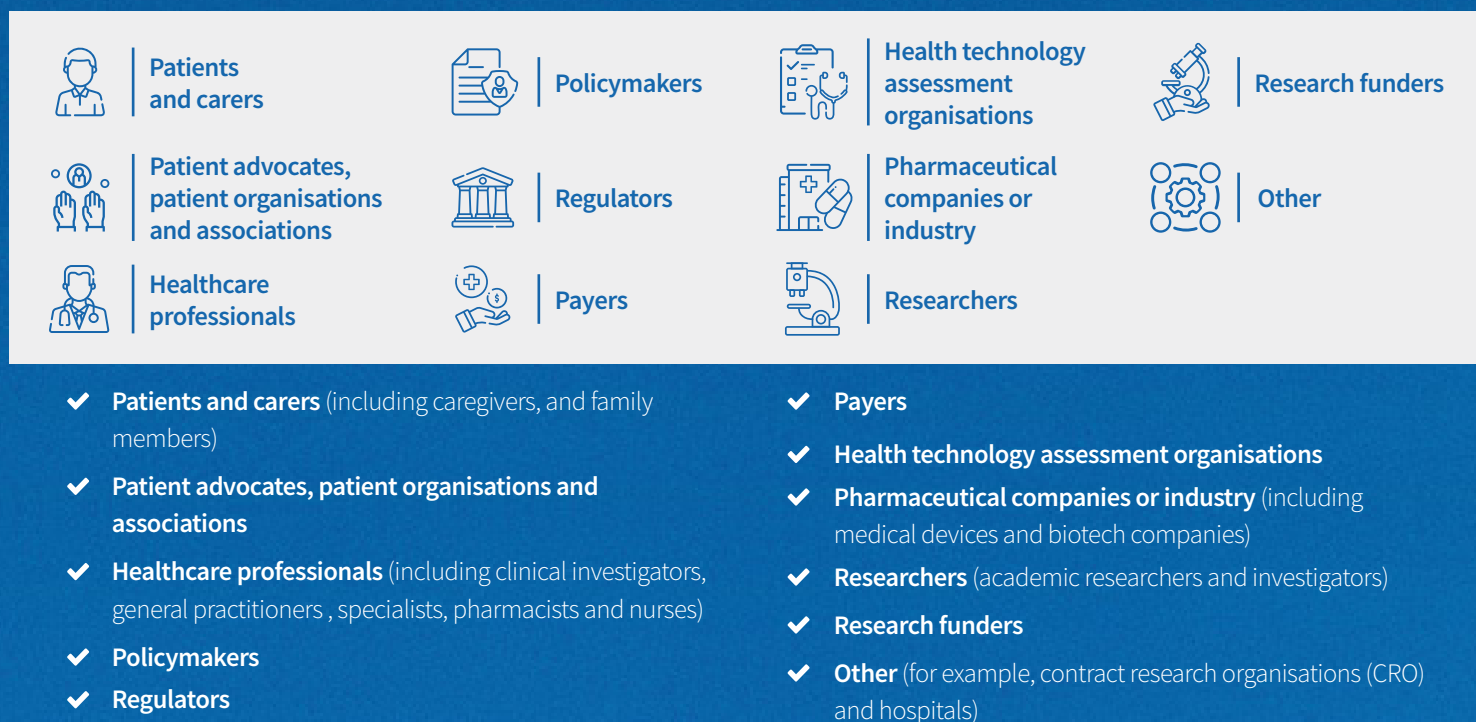 Patients
and carers
Patient advocates,
patient organisations
and associations
Healthcare
professionals
Policymakers
Regulators
Payers
Health technology
assessment
organisations
Pharmaceutical
companies or
industry
Researchers
Research funders
Other
Patients and carers (including caregivers, and family
members)
Patient advocates, patient organisations and
associations
Healthcare professionals (including clinical investigators,
general practitioners , specialists, pharmacists and nurses)
Policymakers
Regulators
Payers
Health technology assessment organisations
Pharmaceutical companies or industry (including
medical devices and biotech companies)
Researchers (academic researchers and investigators)
Research funders
Other (for example, contract research organisations (CRO)
and hospitals)